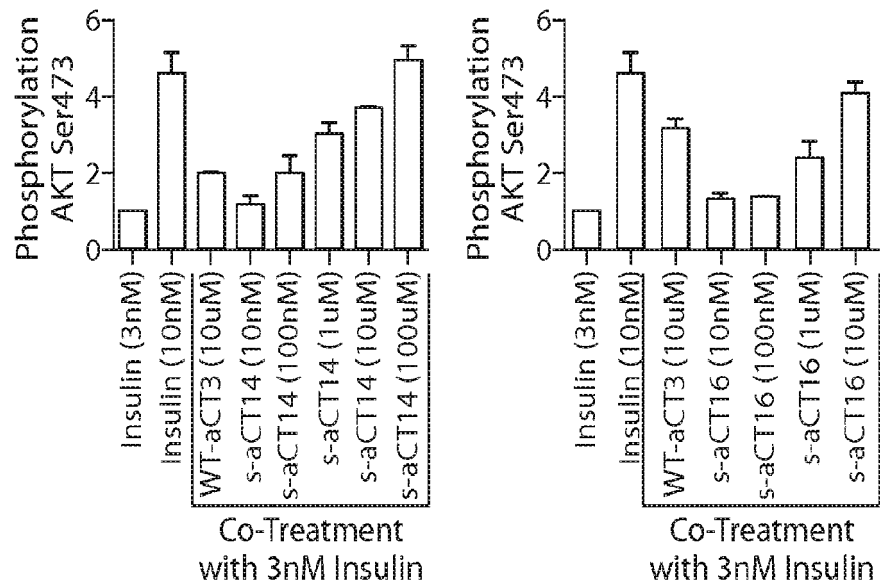 Phosphorylation
AKT Ser473
6
4
2
0
Insulin (3nM)
Insulin (10nM)
WT-aCT3 (10uM)
s-aCT14 (10nM)
s-aCT14 (100nM)
s-aCT14 (1uM)
s-aCT14 (10uM)
s-aCT14 (100uM)
Co-Treatment
with 3nM Insulin
Phosphorylation
AKT Ser473
6
4
2
0
Insulin (3nM)
Insulin (10nM)
WT-aCT3 (10uM)
s-aCT16 (10nM)
s-aCT16 (100nM)
s-aCT16 (1uM)
s-aCT16 (10uM)
Co-Treatment
with 3nM Insulin